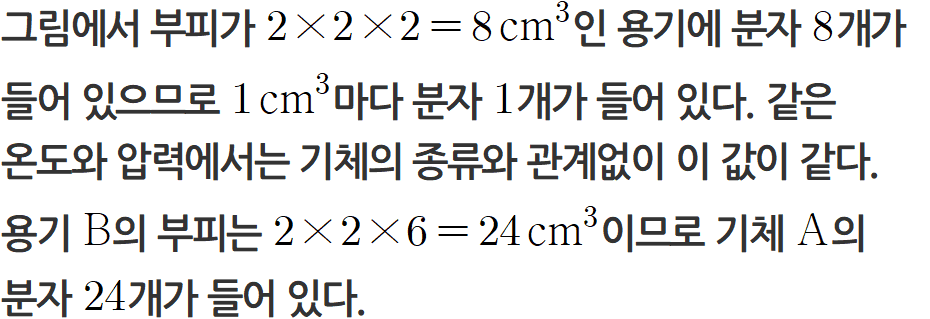 그림에서 부피가 2×2×2=8cm³인 용기에 분자 8개가
들어 있으므로 1cm³마다 분자 1개가 들어 있다. 같은
온도와 압력에서는 기체의 종류와 관계없이 이 값이 같다.
용기 B의 부피는 2×2×6=24cm³이므로 기체 A의
분자 24개가 들어 있다.